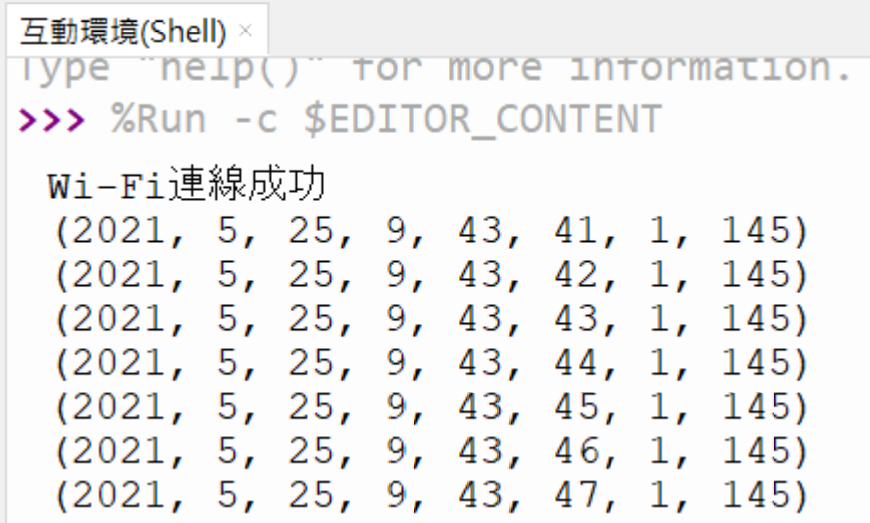 互動環境(Shell) ×
Type "help()" for more information.
>>> %Run -c $EDITOR_CONTENT
Wi-Fi連線成功
(2021, 5, 25, 9, 43, 41, 1, 145)
(2021, 5, 25, 9, 43, 42, 1, 145)
(2021, 5, 25, 9, 43, 43, 1, 145)
(2021, 5, 25, 9, 43, 44, 1, 145)
(2021, 5, 25, 9, 43, 45, 1, 145)
(2021, 5, 25, 9, 43, 46, 1, 145)
(2021, 5, 25, 9, 43, 47, 1, 145)